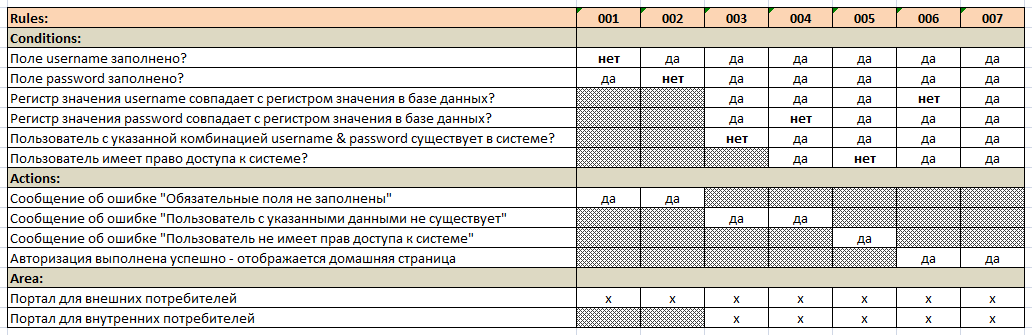 Rules: 001 002 003 004 005 006 007
Conditions:
Поле username заполнено? нет да да да да да да
Поле password заполнено? да нет да да да да да
Регистр значения username совпадает с регистром значения в базе данных? да да да нет да
Регистр значения password совпадает с регистром значения в базе данных? да нет да да да
Пользователь с указанной комбинацией username & password существует в системе? нет да да да да
Пользователь имеет право доступа к системе? да нет да да
Actions:
Сообщение об ошибке "Обязательные поля не заполнены" да да
Сообщение об ошибке "Пользователь с указанными данными не существует" да да
Сообщение об ошибке "Пользователь не имеет прав доступа к системе" да
Авторизация выполнена успешно - отображается домашняя страница да да
Area:
Портал для внешних потребителей x x x x x x x
Портал для внутренних потребителей x x x x x